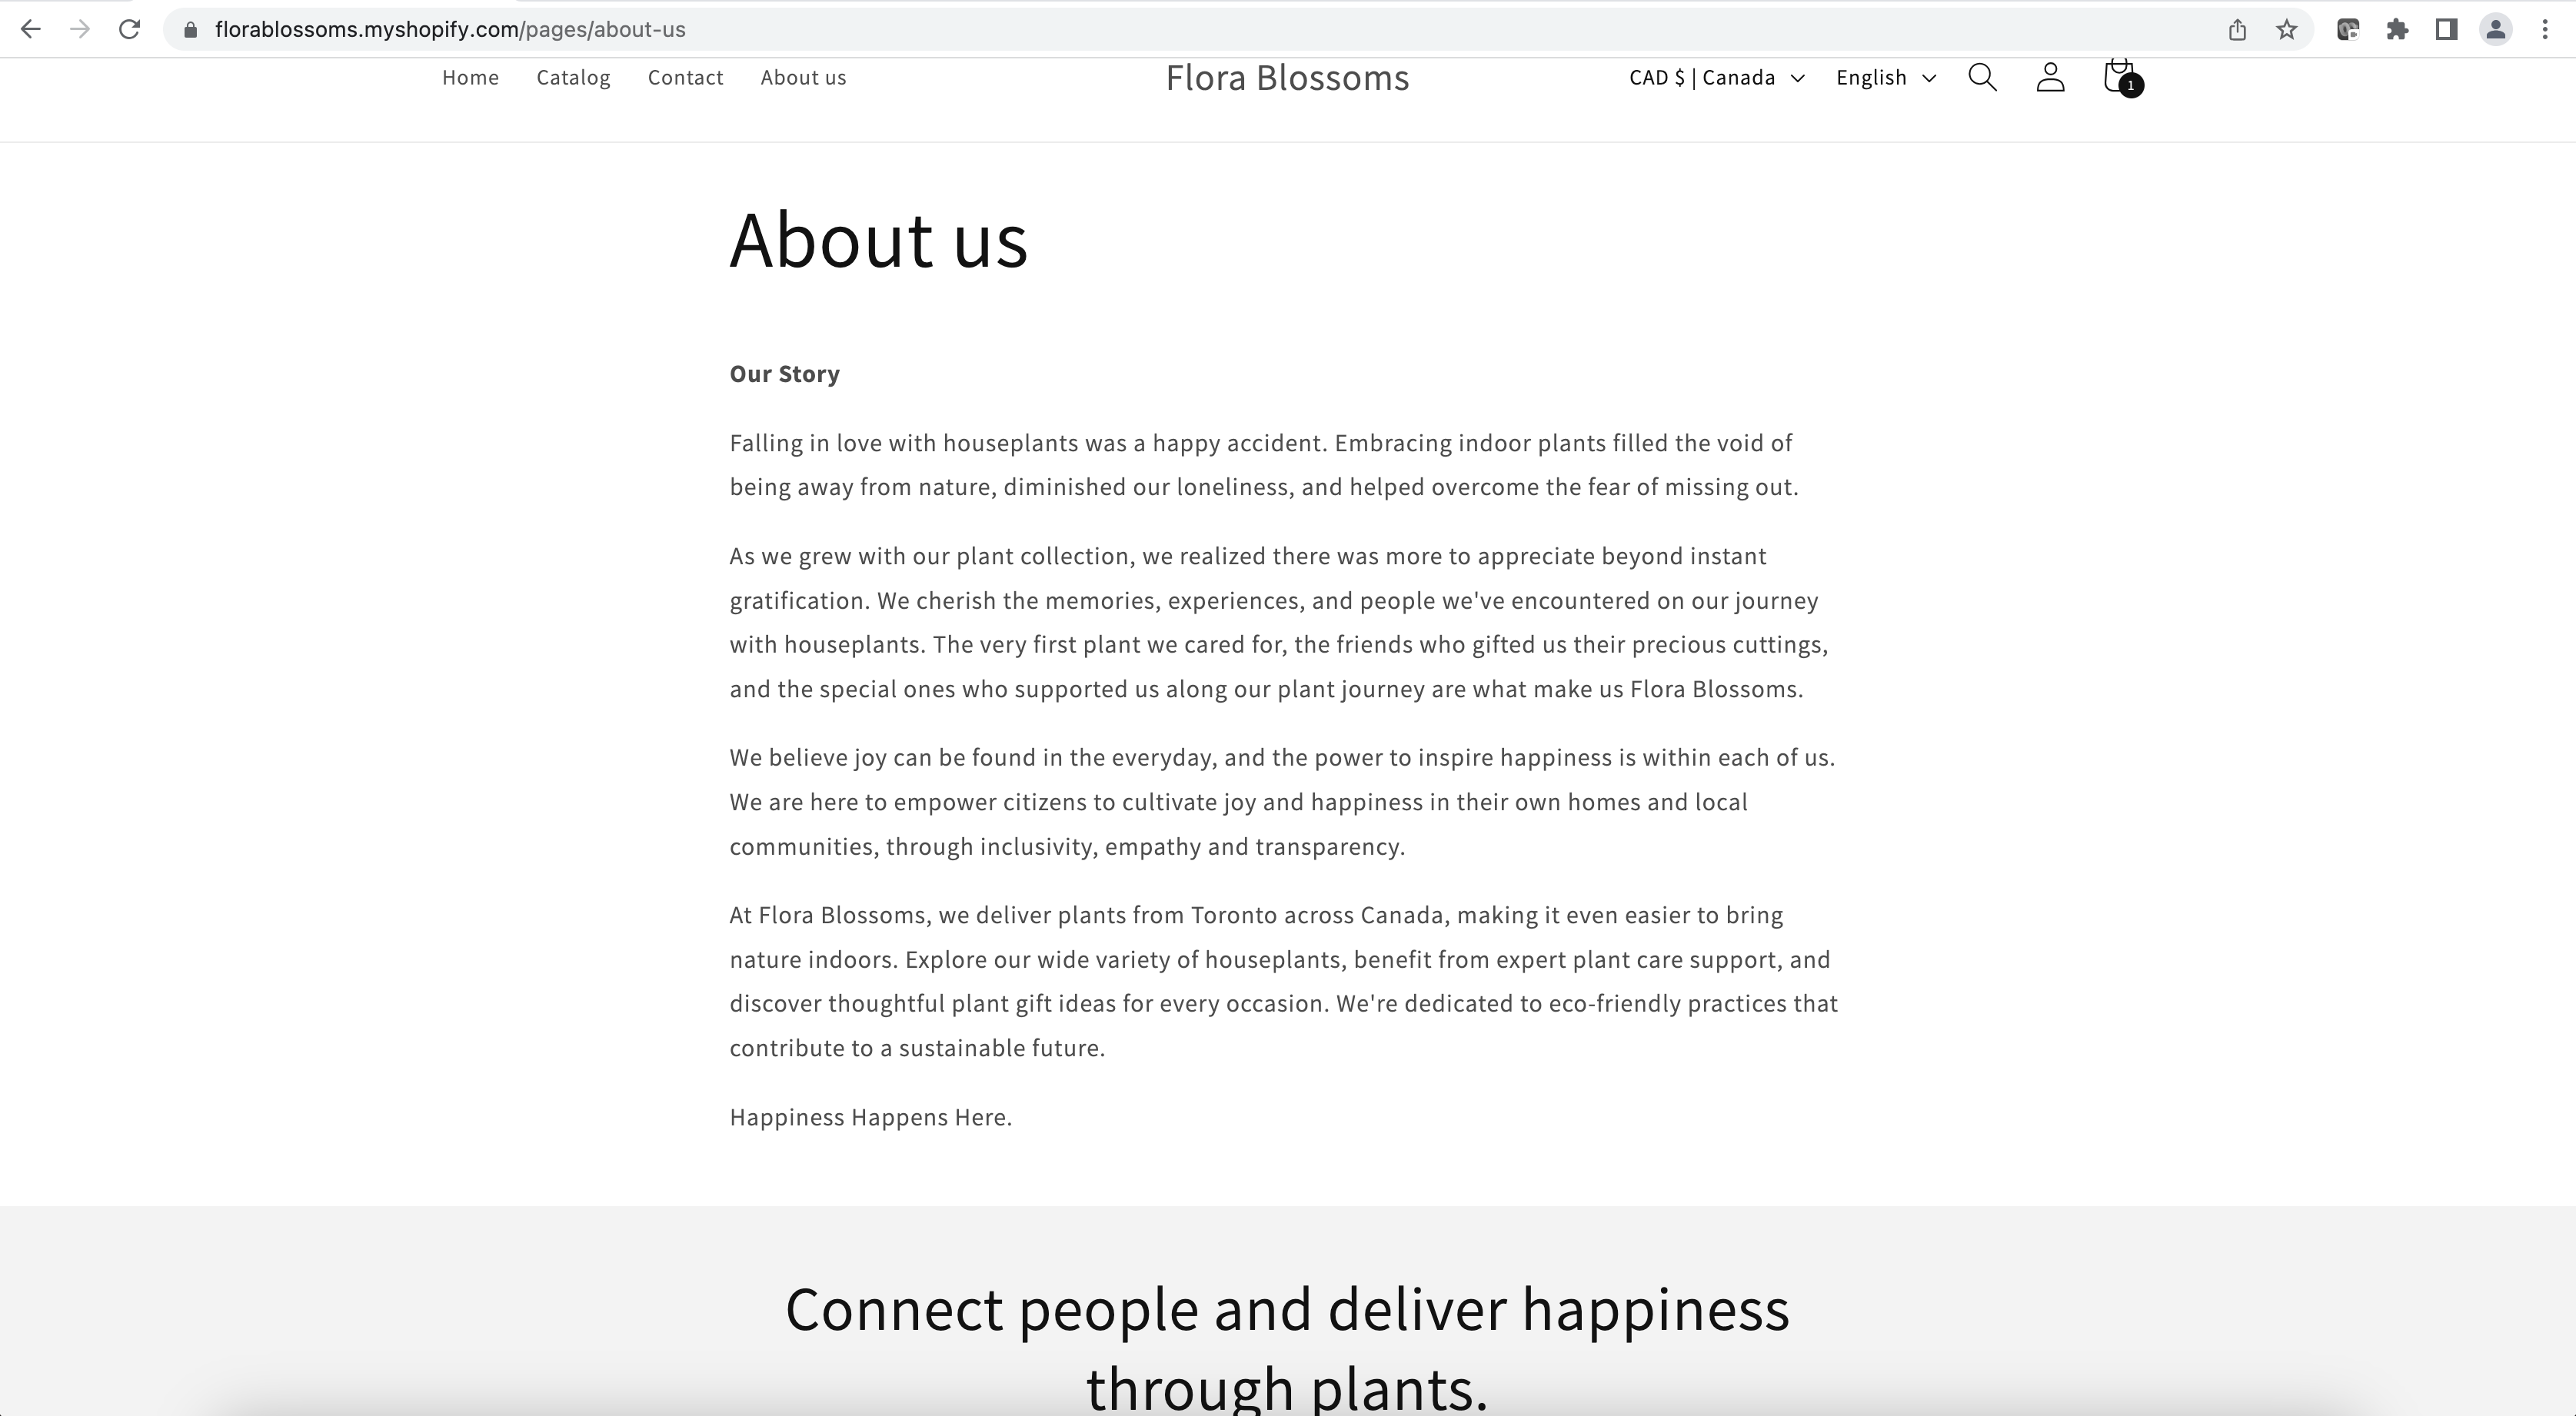 florablossoms.myshopify.com/pages/about-us
Home Catalog Contact About us Flora Blossoms CAD $ | Canada English 1
About us
Our Story
Falling in love with houseplants was a happy accident. Embracing indoor plants filled the void of
being away from nature, diminished our loneliness, and helped overcome the fear of missing out.
As we grew with our plant collection, we realized there was more to appreciate beyond instant
gratification. We cherish the memories, experiences, and people we've encountered on our journey
with houseplants. The very first plant we cared for, the friends who gifted us their precious cuttings,
and the special ones who supported us along our plant journey are what make us Flora Blossoms.
We believe joy can be found in the everyday, and the power to inspire happiness is within each of us.
We are here to empower citizens to cultivate joy and happiness in their own homes and local
communities, through inclusivity, empathy and transparency.
At Flora Blossoms, we deliver plants from Toronto across Canada, making it even easier to bring
nature indoors. Explore our wide variety of houseplants, benefit from expert plant care support, and
discover thoughtful plant gift ideas for every occasion. We're dedicated to eco-friendly practices that
contribute to a sustainable future.
Happiness Happens Here.
Connect people and deliver happiness
through plants.